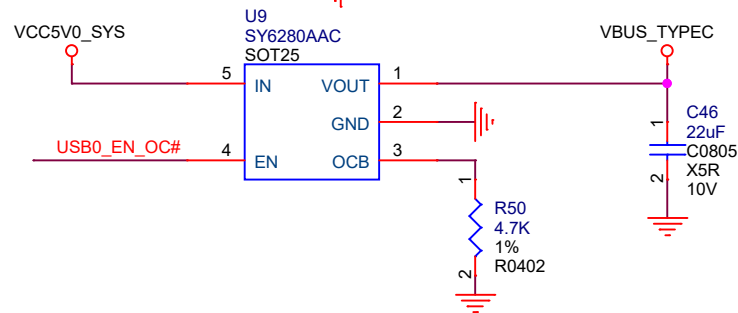 U9
VCC5V0_SYS
SY6280AAC
VBUS_TYPEC
SOT25
5
IN
VOUT
1
GND
2
USB0_EN_OC#
4
EN
OCB
3
1
R50
4.7K
1%
R0402
2
1
C46
22uF
C0805
X5R
10V
2